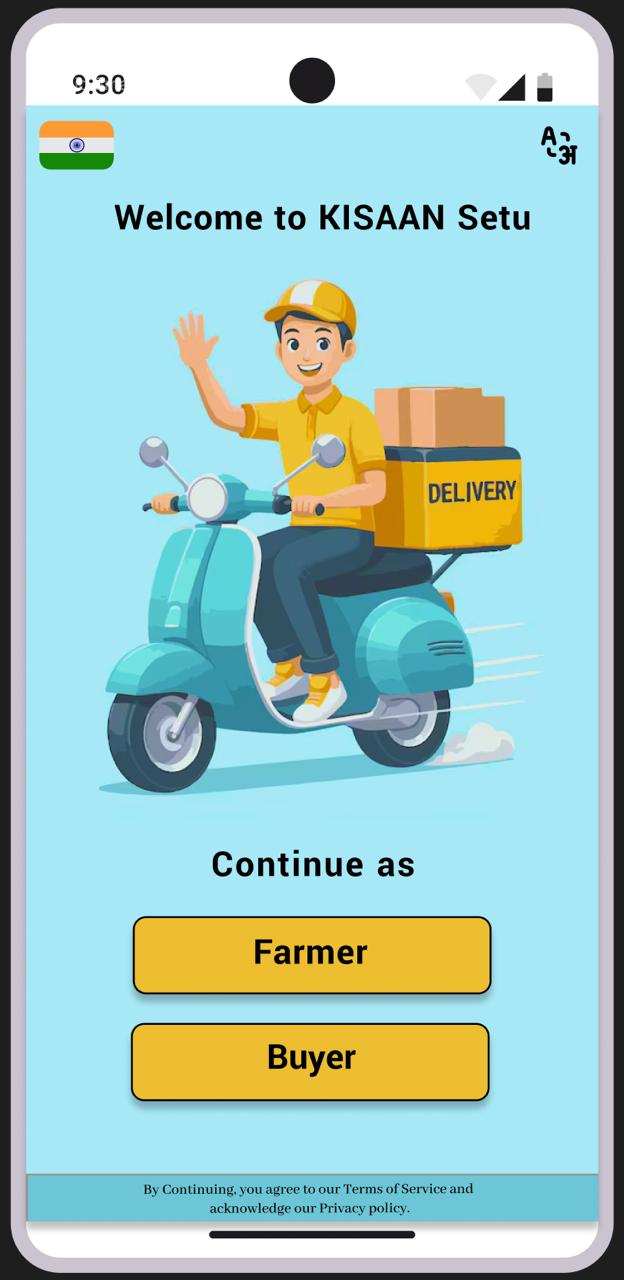 9:30
A
अ
Welcome to KISAAN Setu
DELIVERY
Continue as
Farmer
Buyer
By Continuing, you agree to our Terms of Service and
acknowledge our Privacy policy.